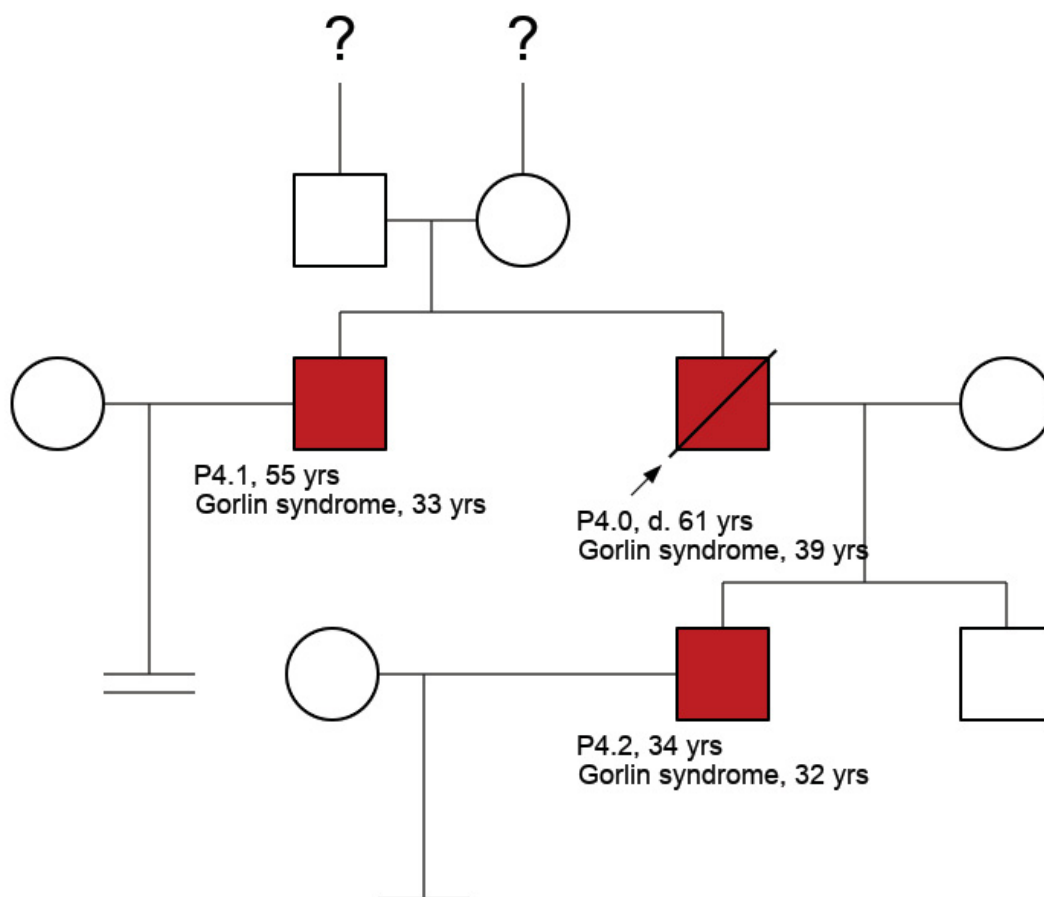 ? ?
P4.1, 55 yrs
Gorlin syndrome, 33 yrs
P4.0, d. 61 yrs
Gorlin syndrome, 39 yrs
P4.2, 34 yrs
Gorlin syndrome, 32 yrs